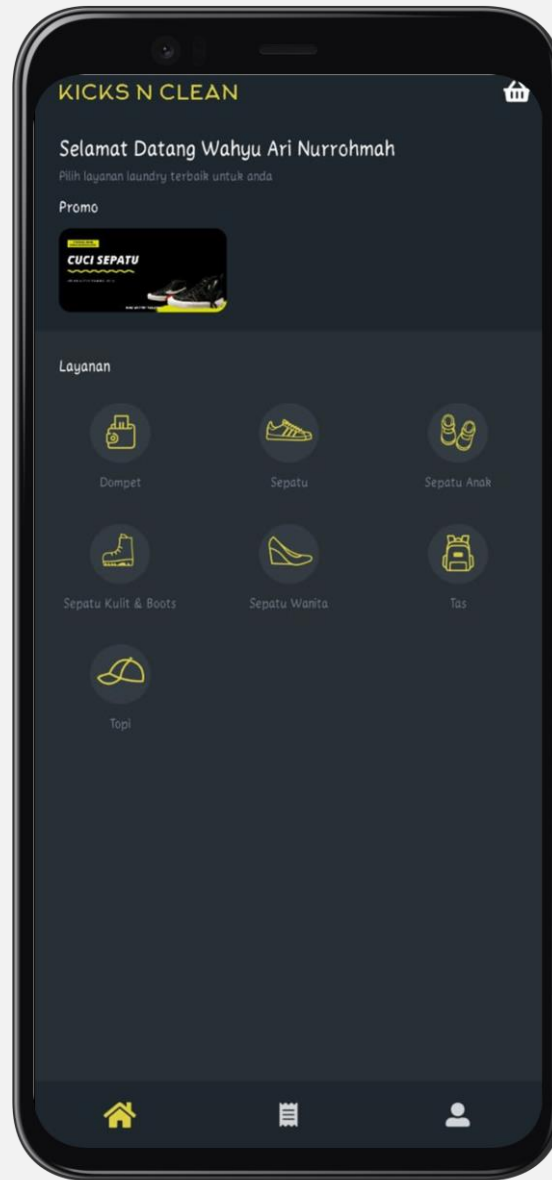 KICKS N CLEAN
Selamat Datang Wahyu Ari Nurrohmah
Pilih layanan laundry terbaik untuk anda
Promo
CUCI SEPATU
Layanan
Dompet
Sepatu
Sepatu Anak
Sepatu Kulit & Boots
Sepatu Wanita
Tas
Topi